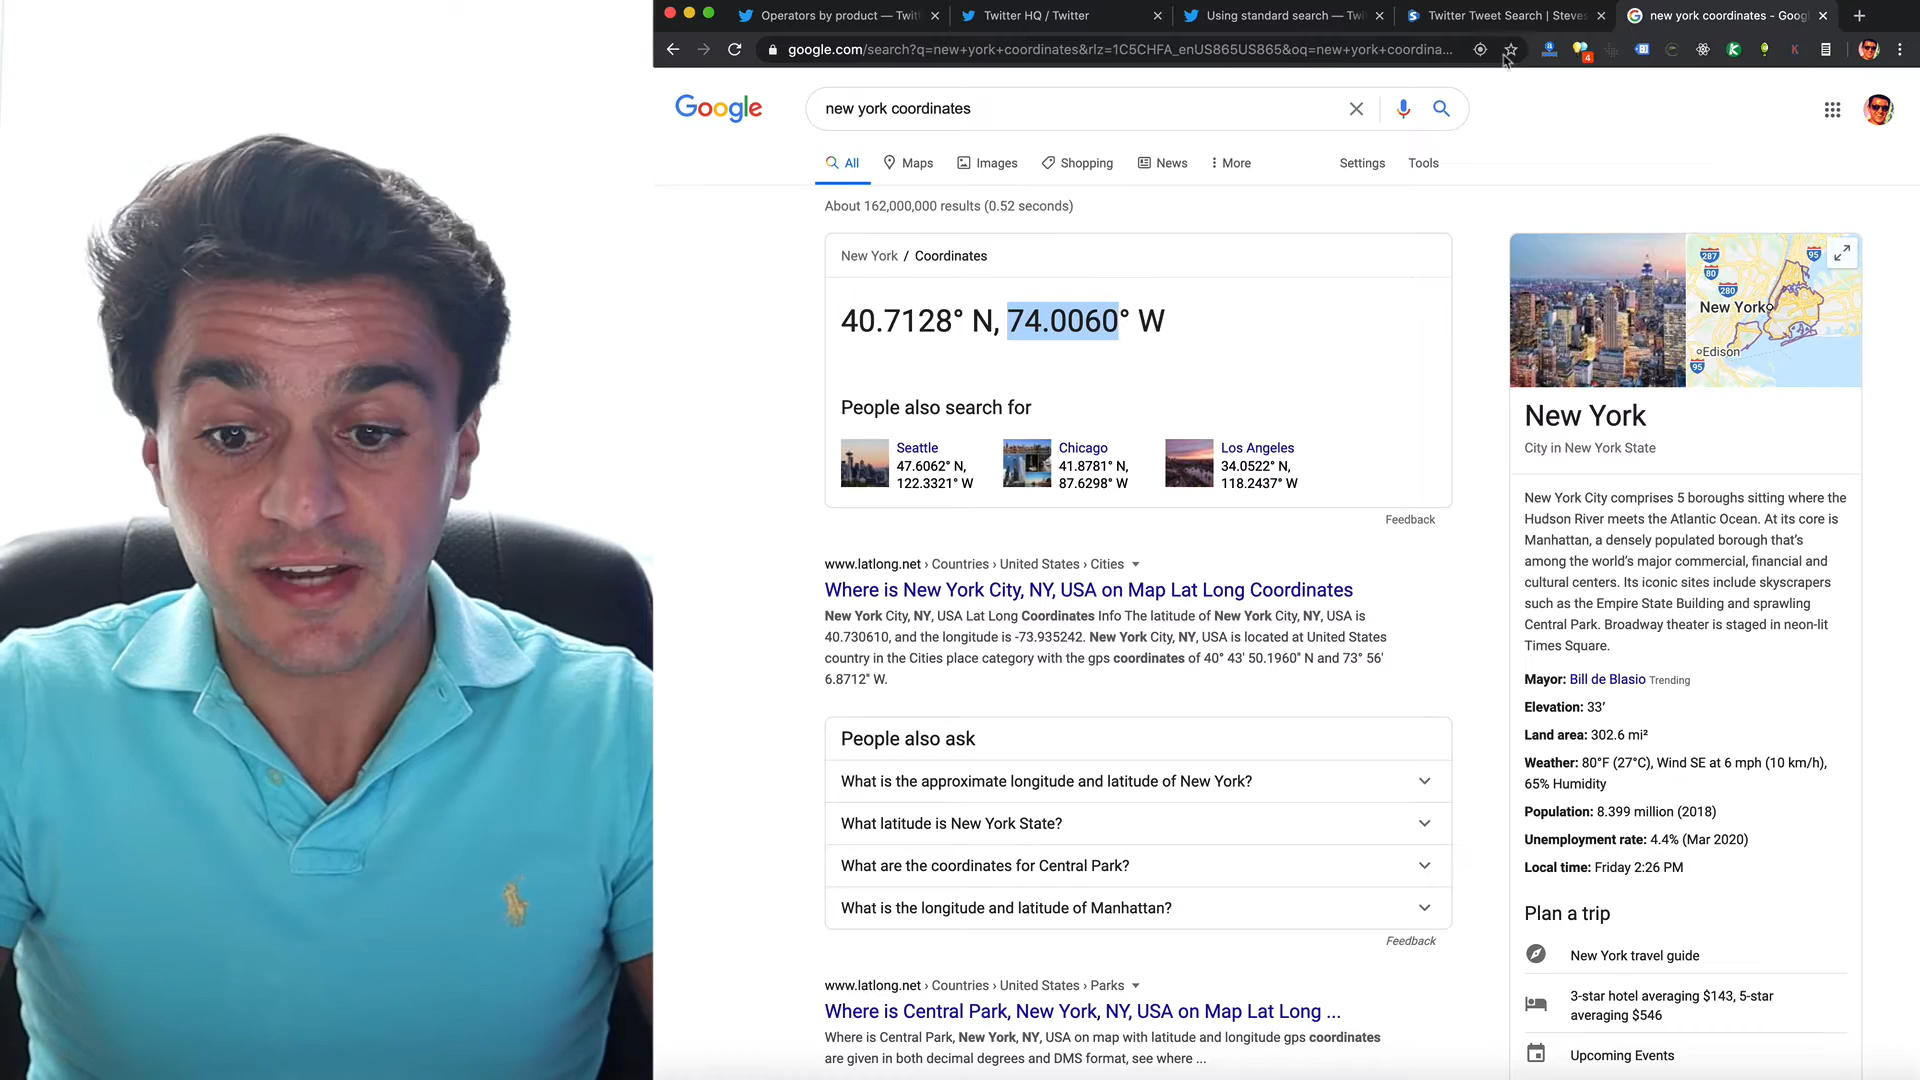 Operators by product — Twit
Twitter HQ / Twitter
Using standard search — Twi
Twitter Tweet Search | Steves
new york coordinates - Goog
google.com/search?q=new+york+coordinates&rlz=1C5CHFA_enUS865US865&oq=new+york+coordina...
4
Google
new york coordinates
All
Maps
Images
Shopping
News
More
Settings
Tools
About 162,000,000 results (0.52 seconds)
New York / Coordinates
40.7128° N, 74.0060° W
People also search for
Seattle
47.6062° N,
122.3321° W
Chicago
41.8781° N,
87.6298° W
Los Angeles
34.0522° N,
118.2437° W
Feedback
www.latlong.net › Countries › United States › Cities
Where is New York City, NY, USA on Map Lat Long Coordinates
New York City, NY, USA Lat Long Coordinates Info The latitude of New York City, NY, USA is
40.730610, and the longitude is -73.935242. New York City, NY, USA is located at United States
country in the Cities place category with the gps coordinates of 40° 43' 50.1960'' N and 73° 56'
6.8712'' W.
People also ask
What is the approximate longitude and latitude of New York?
What latitude is New York State?
What are the coordinates for Central Park?
What is the longitude and latitude of Manhattan?
Feedback
www.latlong.net › Countries › United States › Parks
Where is Central Park, New York, NY, USA on Map Lat Long ...
Where is Central Park, New York, NY, USA on map with latitude and longitude gps coordinates
are given in both decimal degrees and DMS format, see where ...
287
80
280
95
New York
Edison
95
New York
City in New York State
New York City comprises 5 boroughs sitting where the
Hudson River meets the Atlantic Ocean. At its core is
Manhattan, a densely populated borough that's
among the world's major commercial, financial and
cultural centers. Its iconic sites include skyscrapers
such as the Empire State Building and sprawling
Central Park. Broadway theater is staged in neon-lit
Times Square.
Mayor: Bill de Blasio Trending
Elevation: 33′
Land area: 302.6 mi²
Weather: 80°F (27°C), Wind SE at 6 mph (10 km/h),
65% Humidity
Population: 8.399 million (2018)
Unemployment rate: 4.4% (Mar 2020)
Local time: Friday 2:26 PM
Plan a trip
New York travel guide
3-star hotel averaging $143, 5-star
averaging $546
Upcoming Events